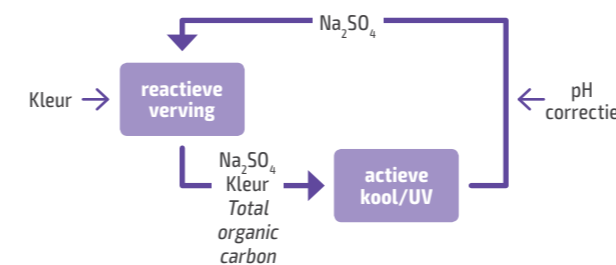 Na₂SO₄
Kleur
reactieve
verving
pH
correctie
Na₂SO₄
Kleur
Total
organic
carbon
actieve
kool/UV